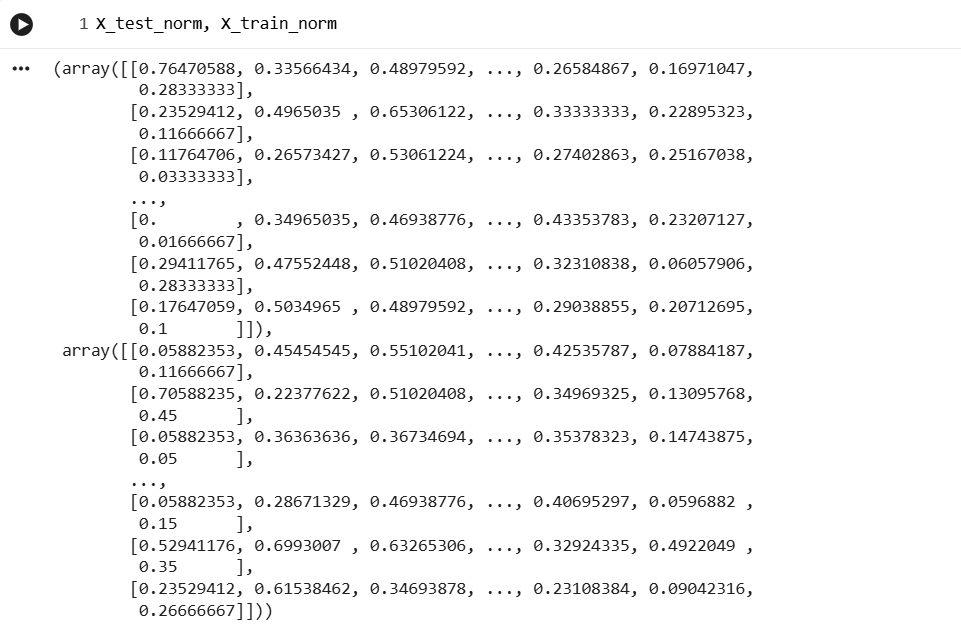 1 X_test_norm, X_train_norm
(array([[0.76470588, 0.33566434, 0.48979592, ..., 0.26584867, 0.16971047,
0.28333333],
[0.23529412, 0.4965035 , 0.65306122, ..., 0.33333333, 0.22895323,
0.11666667],
[0.11764706, 0.26573427, 0.53061224, ..., 0.27402863, 0.25167038,
0.03333333],
...,
[0.        , 0.34965035, 0.46938776, ..., 0.43353783, 0.23207127,
0.01666667],
[0.29411765, 0.47552448, 0.51020408, ..., 0.32310838, 0.06057906,
0.28333333],
[0.17647059, 0.5034965 , 0.48979592, ..., 0.29038855, 0.20712695,
0.1       ]]),
array([[0.05882353, 0.45454545, 0.55102041, ..., 0.42535787, 0.07884187,
0.11666667],
[0.70588235, 0.22377622, 0.51020408, ..., 0.34969325, 0.13095768,
0.45      ],
[0.05882353, 0.36363636, 0.36734694, ..., 0.35378323, 0.14743875,
0.05      ],
...,
[0.05882353, 0.28671329, 0.46938776, ..., 0.40695297, 0.0596882 ,
0.15      ],
[0.52941176, 0.6993007 , 0.63265306, ..., 0.32924335, 0.4922049 ,
0.35      ],
[0.23529412, 0.61538462, 0.34693878, ..., 0.23108384, 0.09042316,
0.26666667]]))